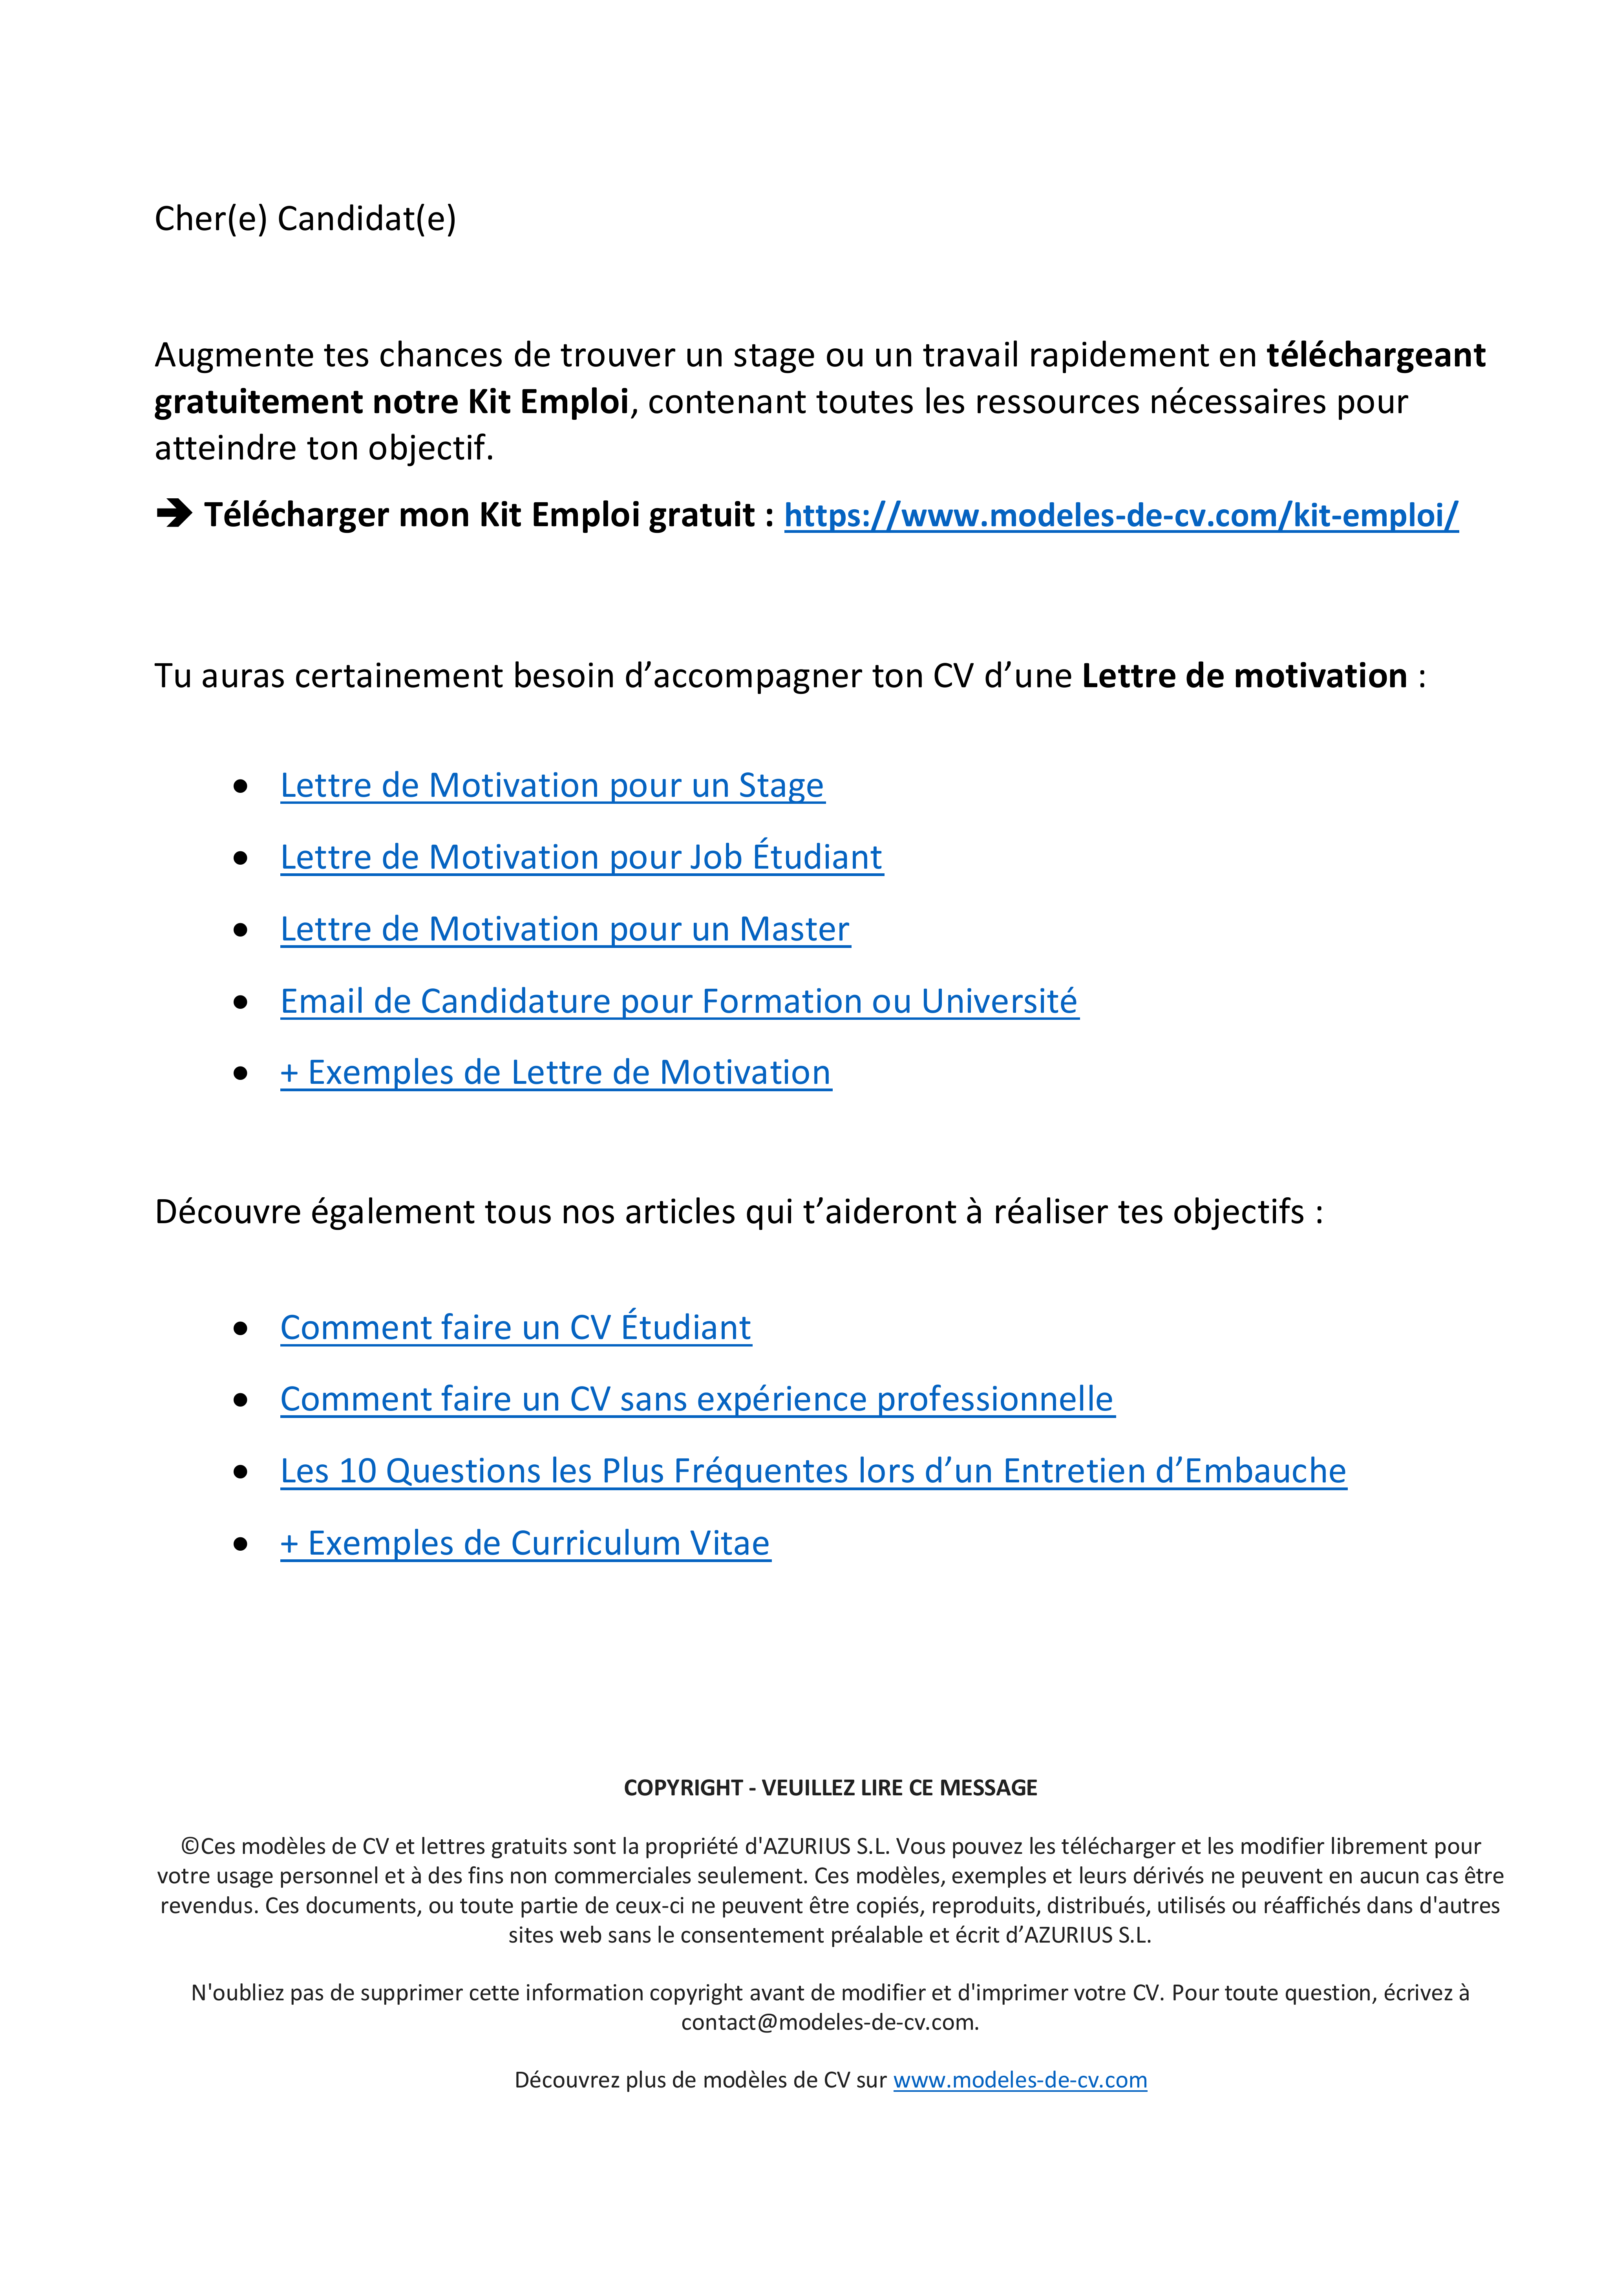 Cher(e) Candidat(e)
Augmente tes chances de trouver un stage ou un travail rapidement en téléchargeant
gratuitement notre Kit Emploi, contenant toutes les ressources nécessaires pour
atteindre ton objectif.
➔ Télécharger mon Kit Emploi gratuit : https://www.modeles-de-cv.com/kit-emploi/
Tu auras certainement besoin d’accompagner ton CV d’une Lettre de motivation :
• Lettre de Motivation pour un Stage
• Lettre de Motivation pour Job Étudiant
• Lettre de Motivation pour un Master
• Email de Candidature pour Formation ou Université
• + Exemples de Lettre de Motivation
Découvre également tous nos articles qui t’aideront à réaliser tes objectifs :
• Comment faire un CV Étudiant
• Comment faire un CV sans expérience professionnelle
• Les 10 Questions les Plus Fréquentes lors d’un Entretien d’Embauche
• + Exemples de Curriculum Vitae
COPYRIGHT - VEUILLEZ LIRE CE MESSAGE
©Ces modèles de CV et lettres gratuits sont la propriété d'AZURIUS S.L. Vous pouvez les télécharger et les modifier librement pour
votre usage personnel et à des fins non commerciales seulement. Ces modèles, exemples et leurs dérivés ne peuvent en aucun cas être
revendus. Ces documents, ou toute partie de ceux-ci ne peuvent être copiés, reproduits, distribués, utilisés ou réaffichés dans d'autres
sites web sans le consentement préalable et écrit d’AZURIUS S.L.
N'oubliez pas de supprimer cette information copyright avant de modifier et d'imprimer votre CV. Pour toute question, écrivez à
contact@modeles-de-cv.com.
Découvrez plus de modèles de CV sur www.modeles-de-cv.com